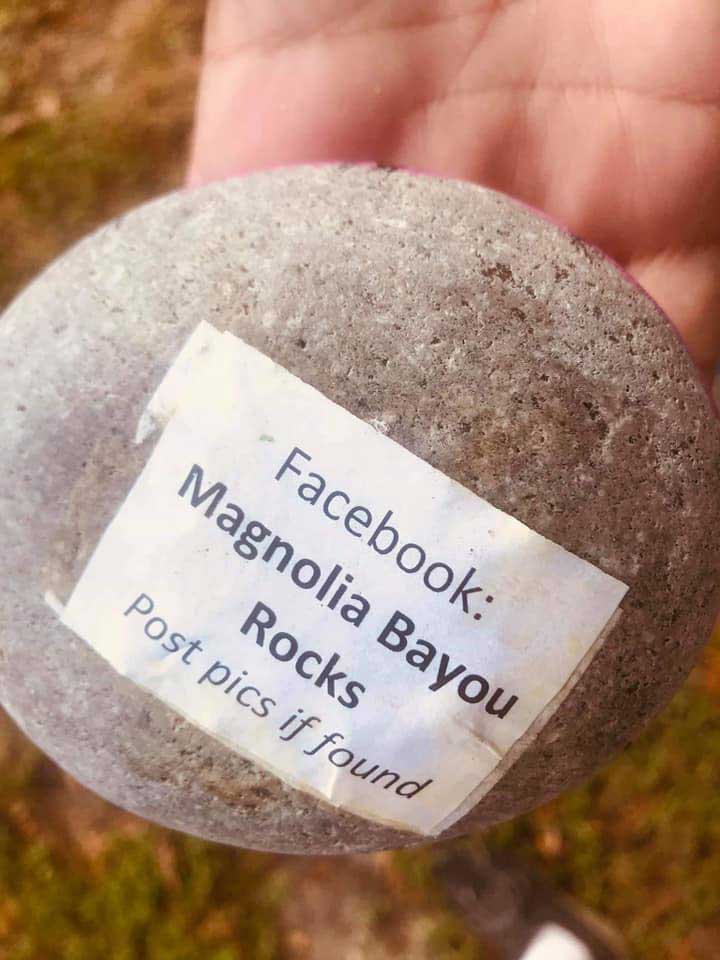 Facebook:
Magnolia Bayou
Rocks
Post pics if found